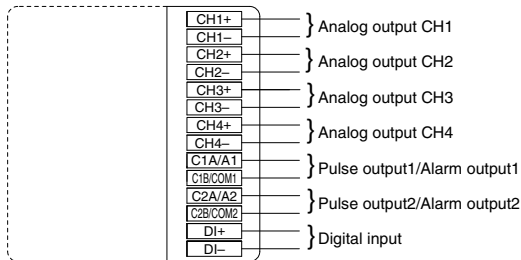 CH1+
CH1–
Analog output CH1
CH2+
CH2–
Analog output CH2
CH3+
CH3–
Analog output CH3
CH4+
CH4–
Analog output CH4
C1A/A1
C1B/COM1
Pulse output1/Alarm output1
C2A/A2
C2B/COM2
Pulse output2/Alarm output2
DI+
DI–
Digital input